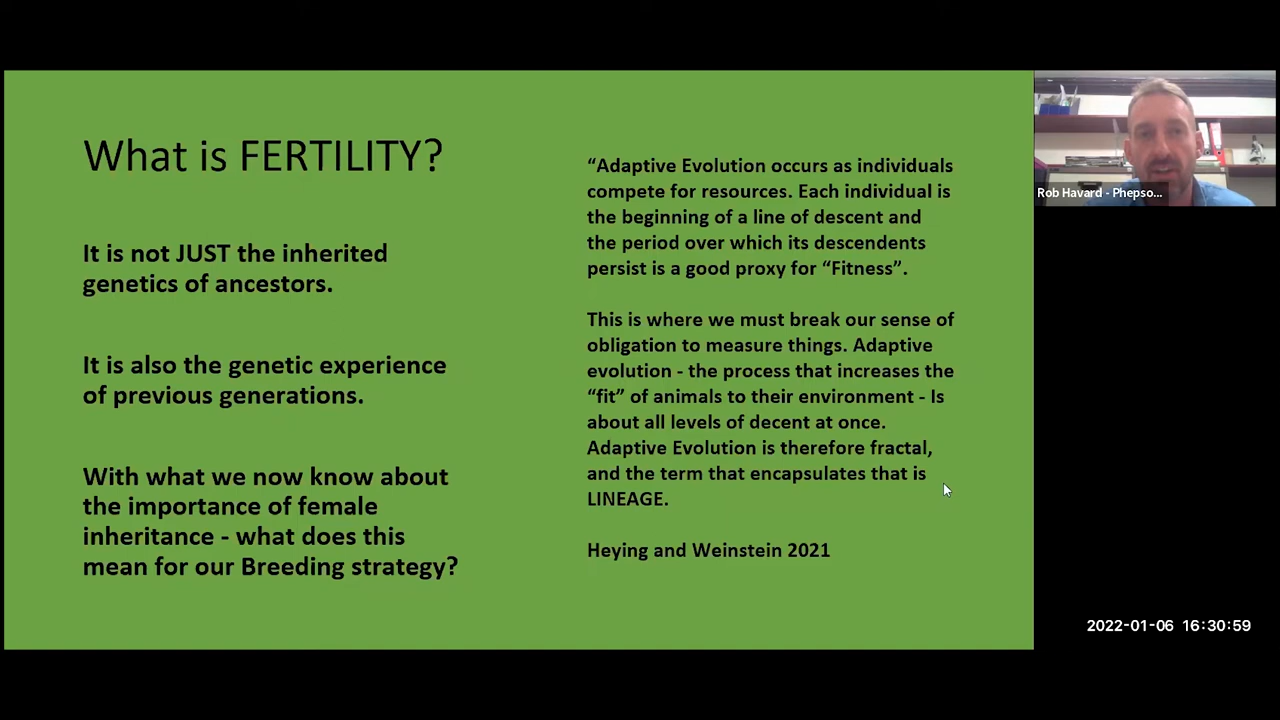 What is FERTILITY?
It is not JUST the inherited
genetics of ancestors.
It is also the genetic experience
of previous generations.
With what we now know about
the importance of female
inheritance - what does this
mean for our Breeding strategy?
“Adaptive Evolution occurs as individuals
compete for resources. Each individual is
the beginning of a line of descent and
the period over which its descendents
persist is a good proxy for “Fitness”.
This is where we must break our sense of
obligation to measure things. Adaptive
evolution - the process that increases the
“fit” of animals to their environment - Is
about all levels of decent at once.
Adaptive Evolution is therefore fractal,
and the term that encapsulates that is
LINEAGE.
Heying and Weinstein 2021
Rob Havard - Phepso...
2022-01-06 16:30:59